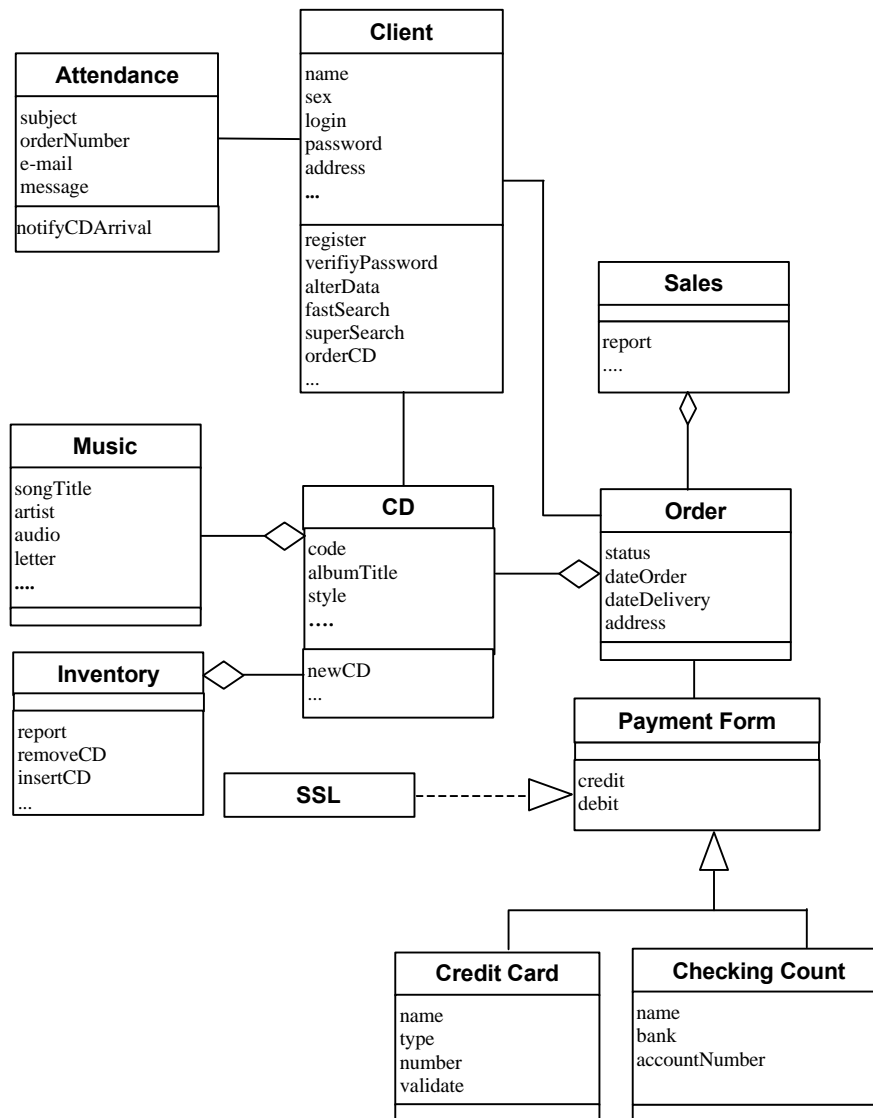 Client
name
sex
login
password
address
...
register
verifiyPassword
alterData
fastSearch
superSearch
orderCD
...
Attendance
subject
orderNumber
e-mail
message
notifyCDArrival
Sales
report
....
Music
songTitle
artist
audio
letter
....
CD
code
albumTitle
style
....
newCD
...
Order
status
dateOrder
dateDelivery
address
Inventory
report
removeCD
insertCD
...
SSL
Payment Form
credit
debit
Credit Card
name
type
number
validate
Checking Count
name
bank
accountNumber